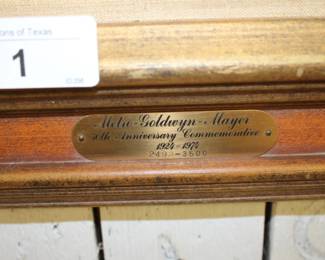 ons of Texas
1
Metro-Goldwyn-Mayer
50th Anniversary Commemorative
1924-1974